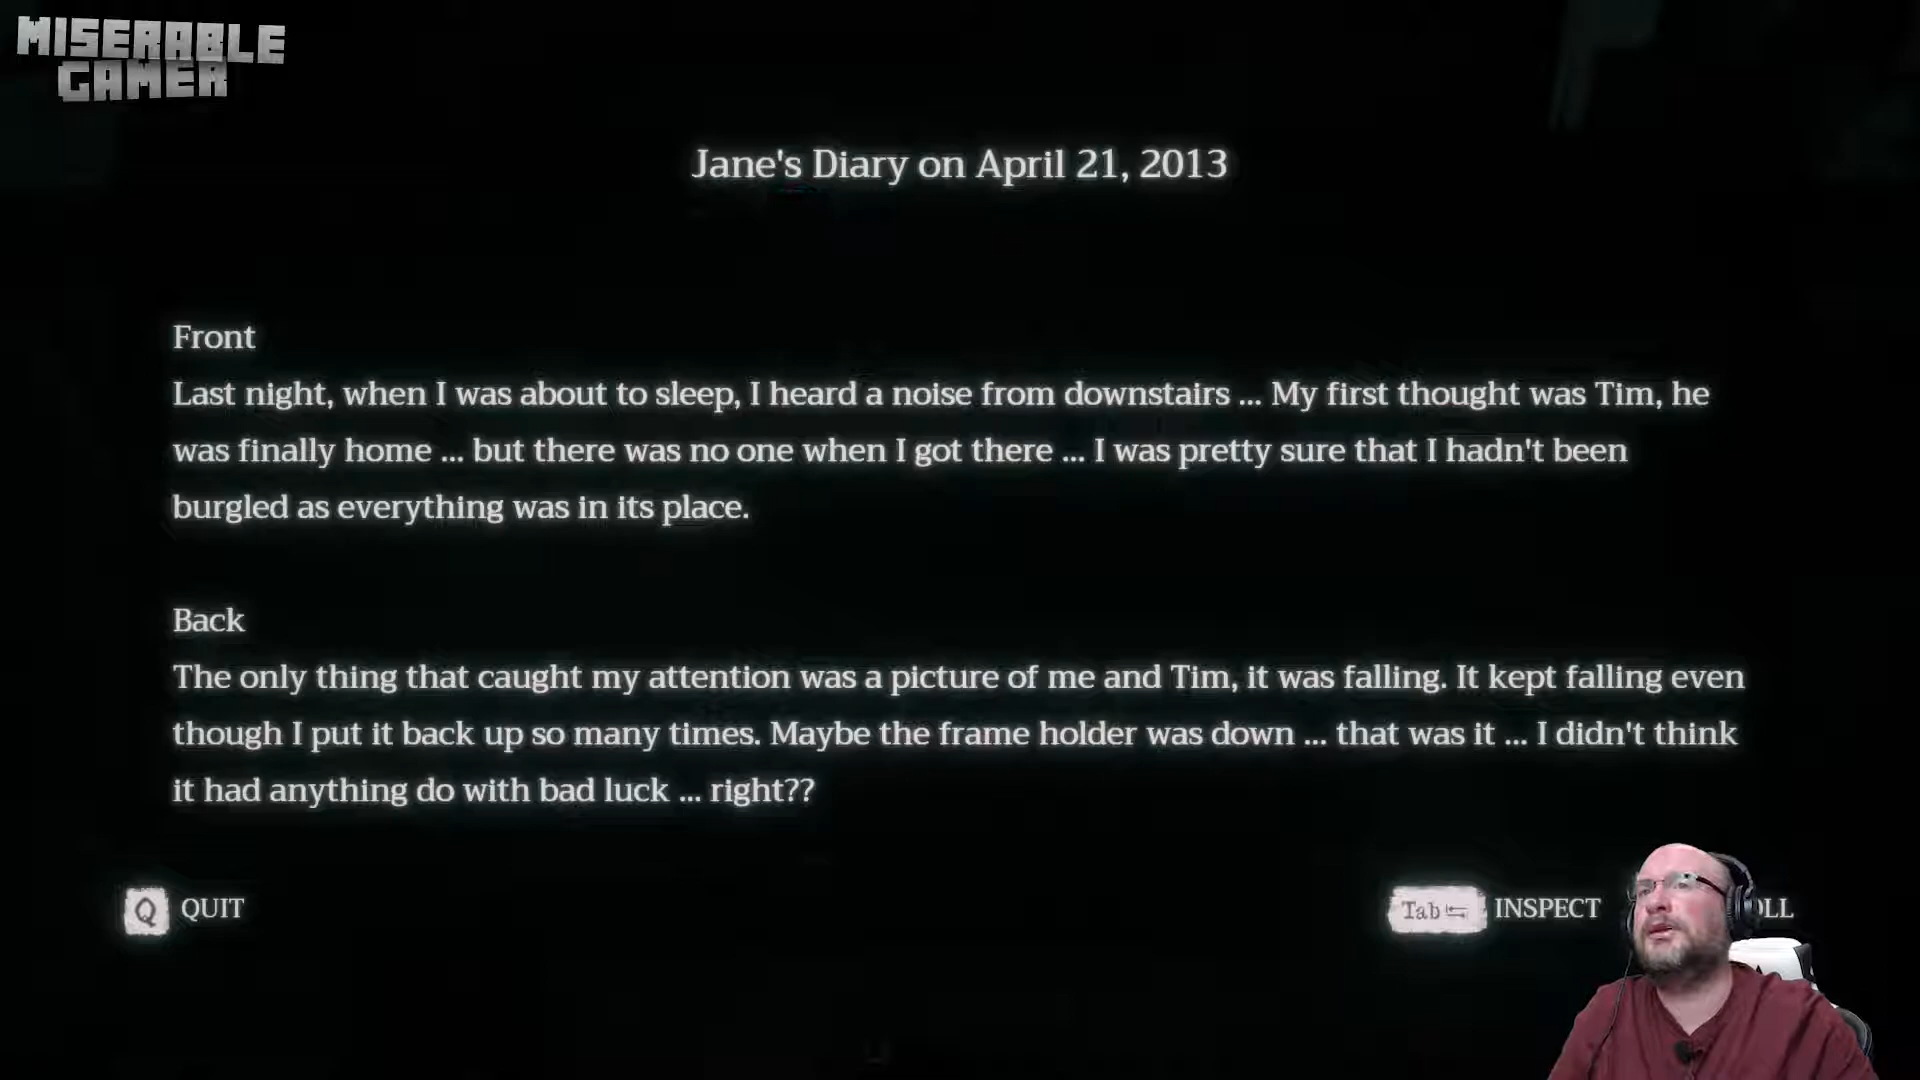 MISERABLE
GAMER
Jane's Diary on April 21, 2013
Front
Last night, when I was about to sleep, I heard a noise from downstairs ... My first thought was Tim, he
was finally home ... but there was no one when I got there ... I was pretty sure that I hadn't been
burgled as everything was in its place.
Back
The only thing that caught my attention was a picture of me and Tim, it was falling. It kept falling even
though I put it back up so many times. Maybe the frame holder was down ... that was it ... I didn't think
it had anything do with bad luck ... right??
Q QUIT
Tab INSPECT